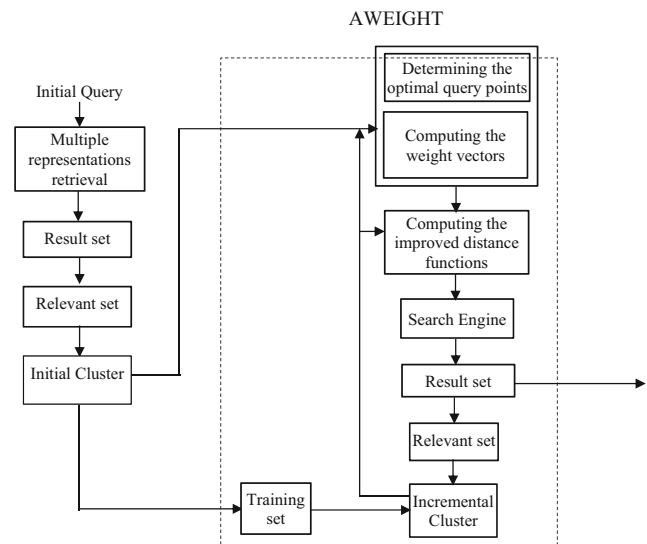 AWEIGHT
Initial Query
Multiple
representations
retrieval
Result set
Relevant set
Initial Cluster
Training
set
Determining the
optimal query points
Computing the
weight vectors
Computing the
improved distance
functions
Search Engine
Result set
Relevant set
Incremental
Cluster